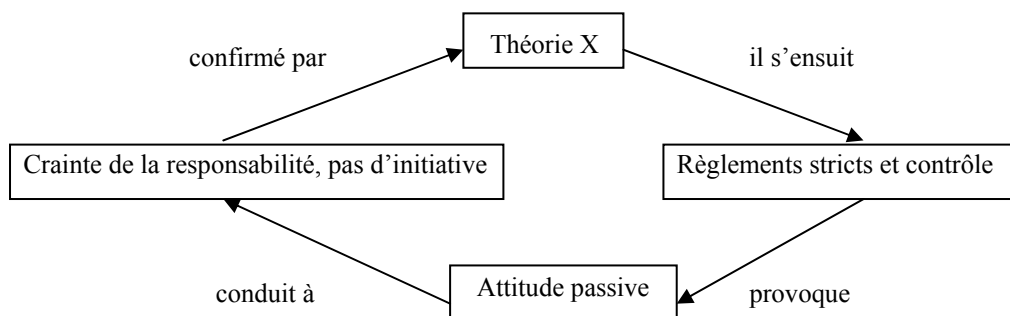 Théorie X
confirmé par
il s’ensuit
Crainte de la responsabilité, pas d’initiative
Règlements stricts et contrôle
Attitude passive
conduit à
provoque